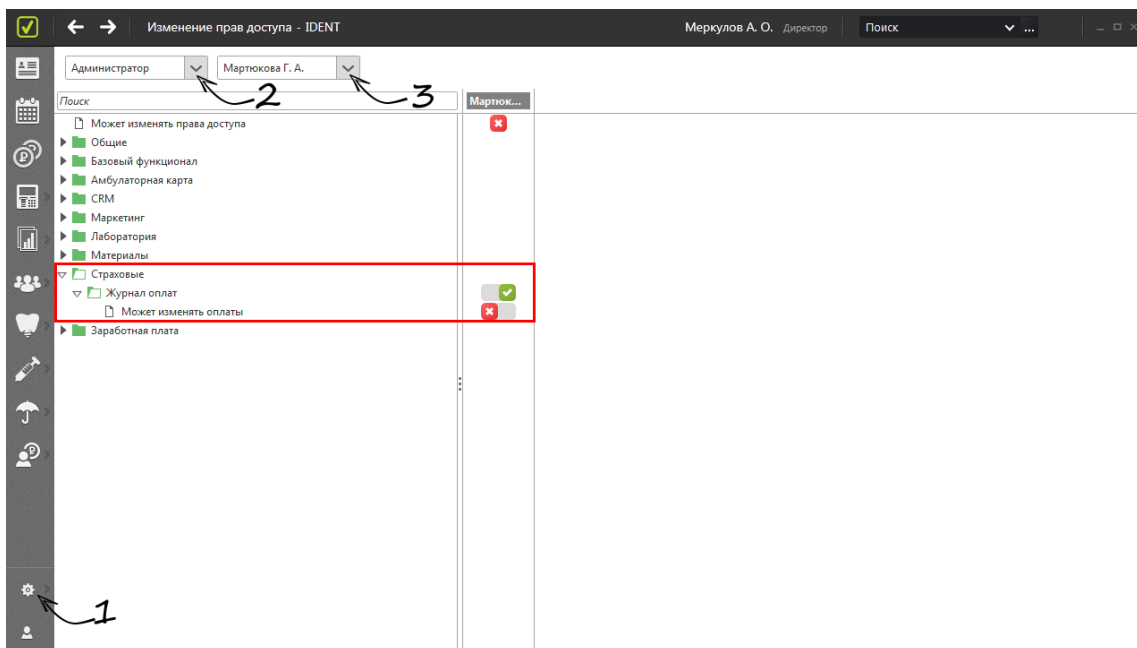 Изменение прав доступа - IDENT
Меркулов А. О. Директор
Поиск
...
Администратор
Мартюкова Г. А.
2
3
Поиск
Мартюк...
Может изменять права доступа
Общие
Базовый функционал
Амбулаторная карта
CRM
Маркетинг
Лаборатория
Материалы
Страховые
Журнал оплат
Может изменять оплаты
Заработная плата
1